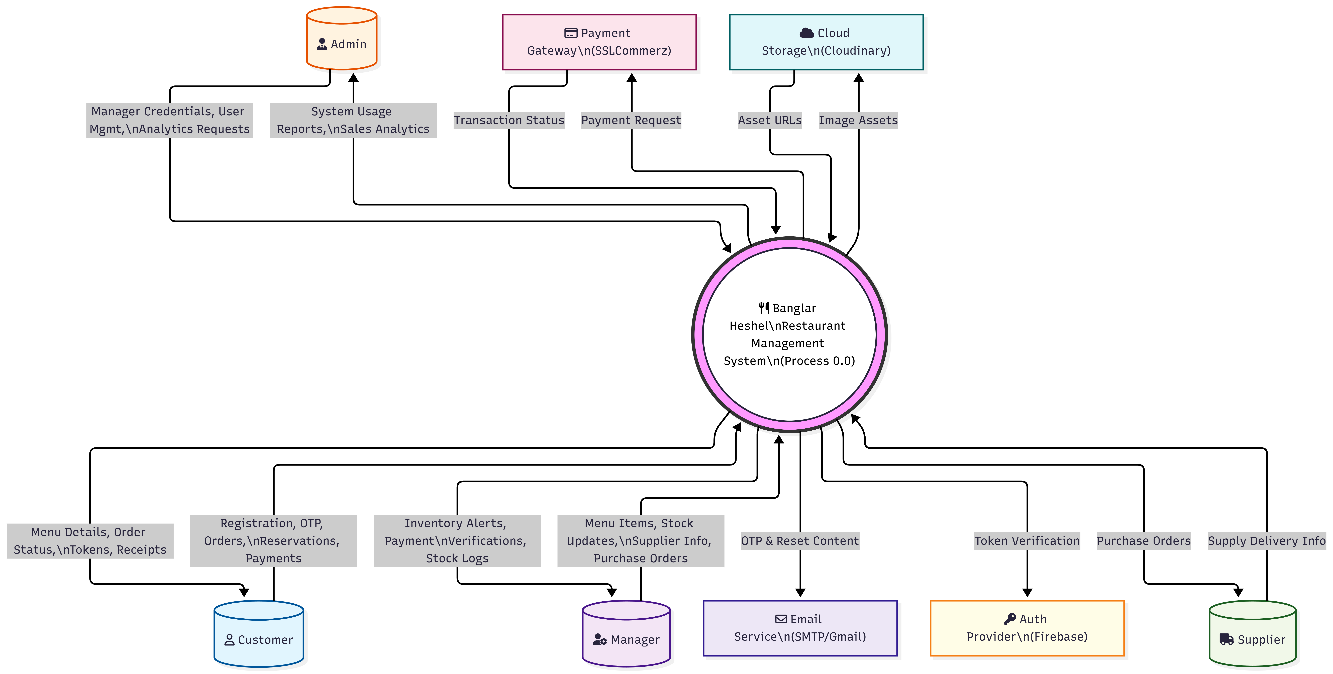 Admin
Payment
Gateway\n(SSLCommerz)
Cloud
Storage\n(Cloudinary)
Manager Credentials, User
Mgmt,\nAnalytics Requests
System Usage
Reports,\nSales Analytics
Transaction Status
Payment Request
Asset URLs
Image Assets
Banglar
Heshel\nRestaurant
Management
System\n(Process 0.0)
Menu Details, Order
Status,\nTokens, Receipts
Registration, OTP,
Orders,\nReservations,
Payments
Inventory Alerts,
Payment\nVerifications,
Stock Logs
Menu Items, Stock
Updates,\nSupplier Info,
Purchase Orders
OTP & Reset Content
Token Verification
Purchase Orders
Supply Delivery Info
Customer
Manager
Email
Service\n(SMTP/Gmail)
Auth
Provider\n(Firebase)
Supplier